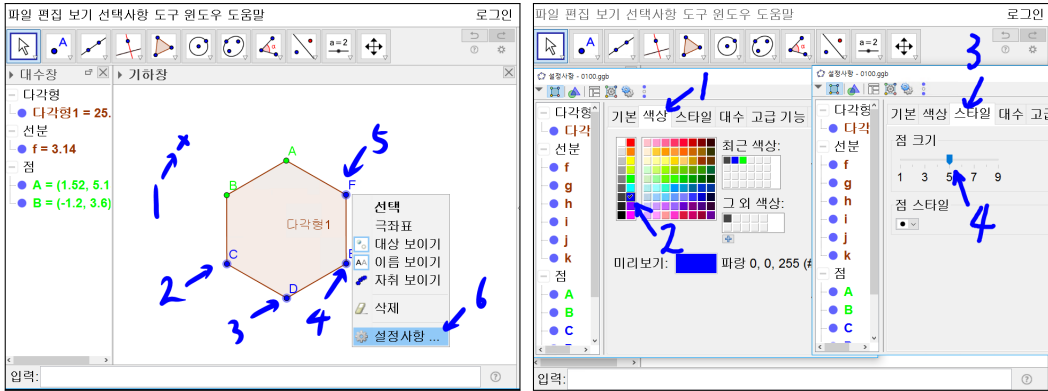 파일 편집 보기 선택사항 도구 윈도우 도움말 로그인
A
a=2
대수창
기하창
다각형
다각형1 = 25.
선분
f = 3.14
점
A = (1.52, 5.1
B = (-1.2, 3.6)
1 x
5
A
B
F
다각형1
C
E
D
2
3
4
6
선택
극좌표
대상 보이기
AA 이름 보이기
자취 보이기
삭제
설정사항 ...
입력:
파일 편집 보기 선택사항 도구 윈도우 도움말 로그인
A
a=2
설정사항 - 0100.ggb
다각형
다각
선분
f
g
h
i
j
k
점
A
B
C
기본 색상 스타일 대수 고급 기능
1
최근 색상:
그 외 색상:
2
미리보기: 파랑 0, 0, 255 (#
3
설정사항 - 0100.ggb
다각형
다각
선분
f
g
h
i
j
k
점
A
B
C
기본 색상 스타일 대수 고급
점 크기
1 3 5 7 9
4
점 스타일
입력: